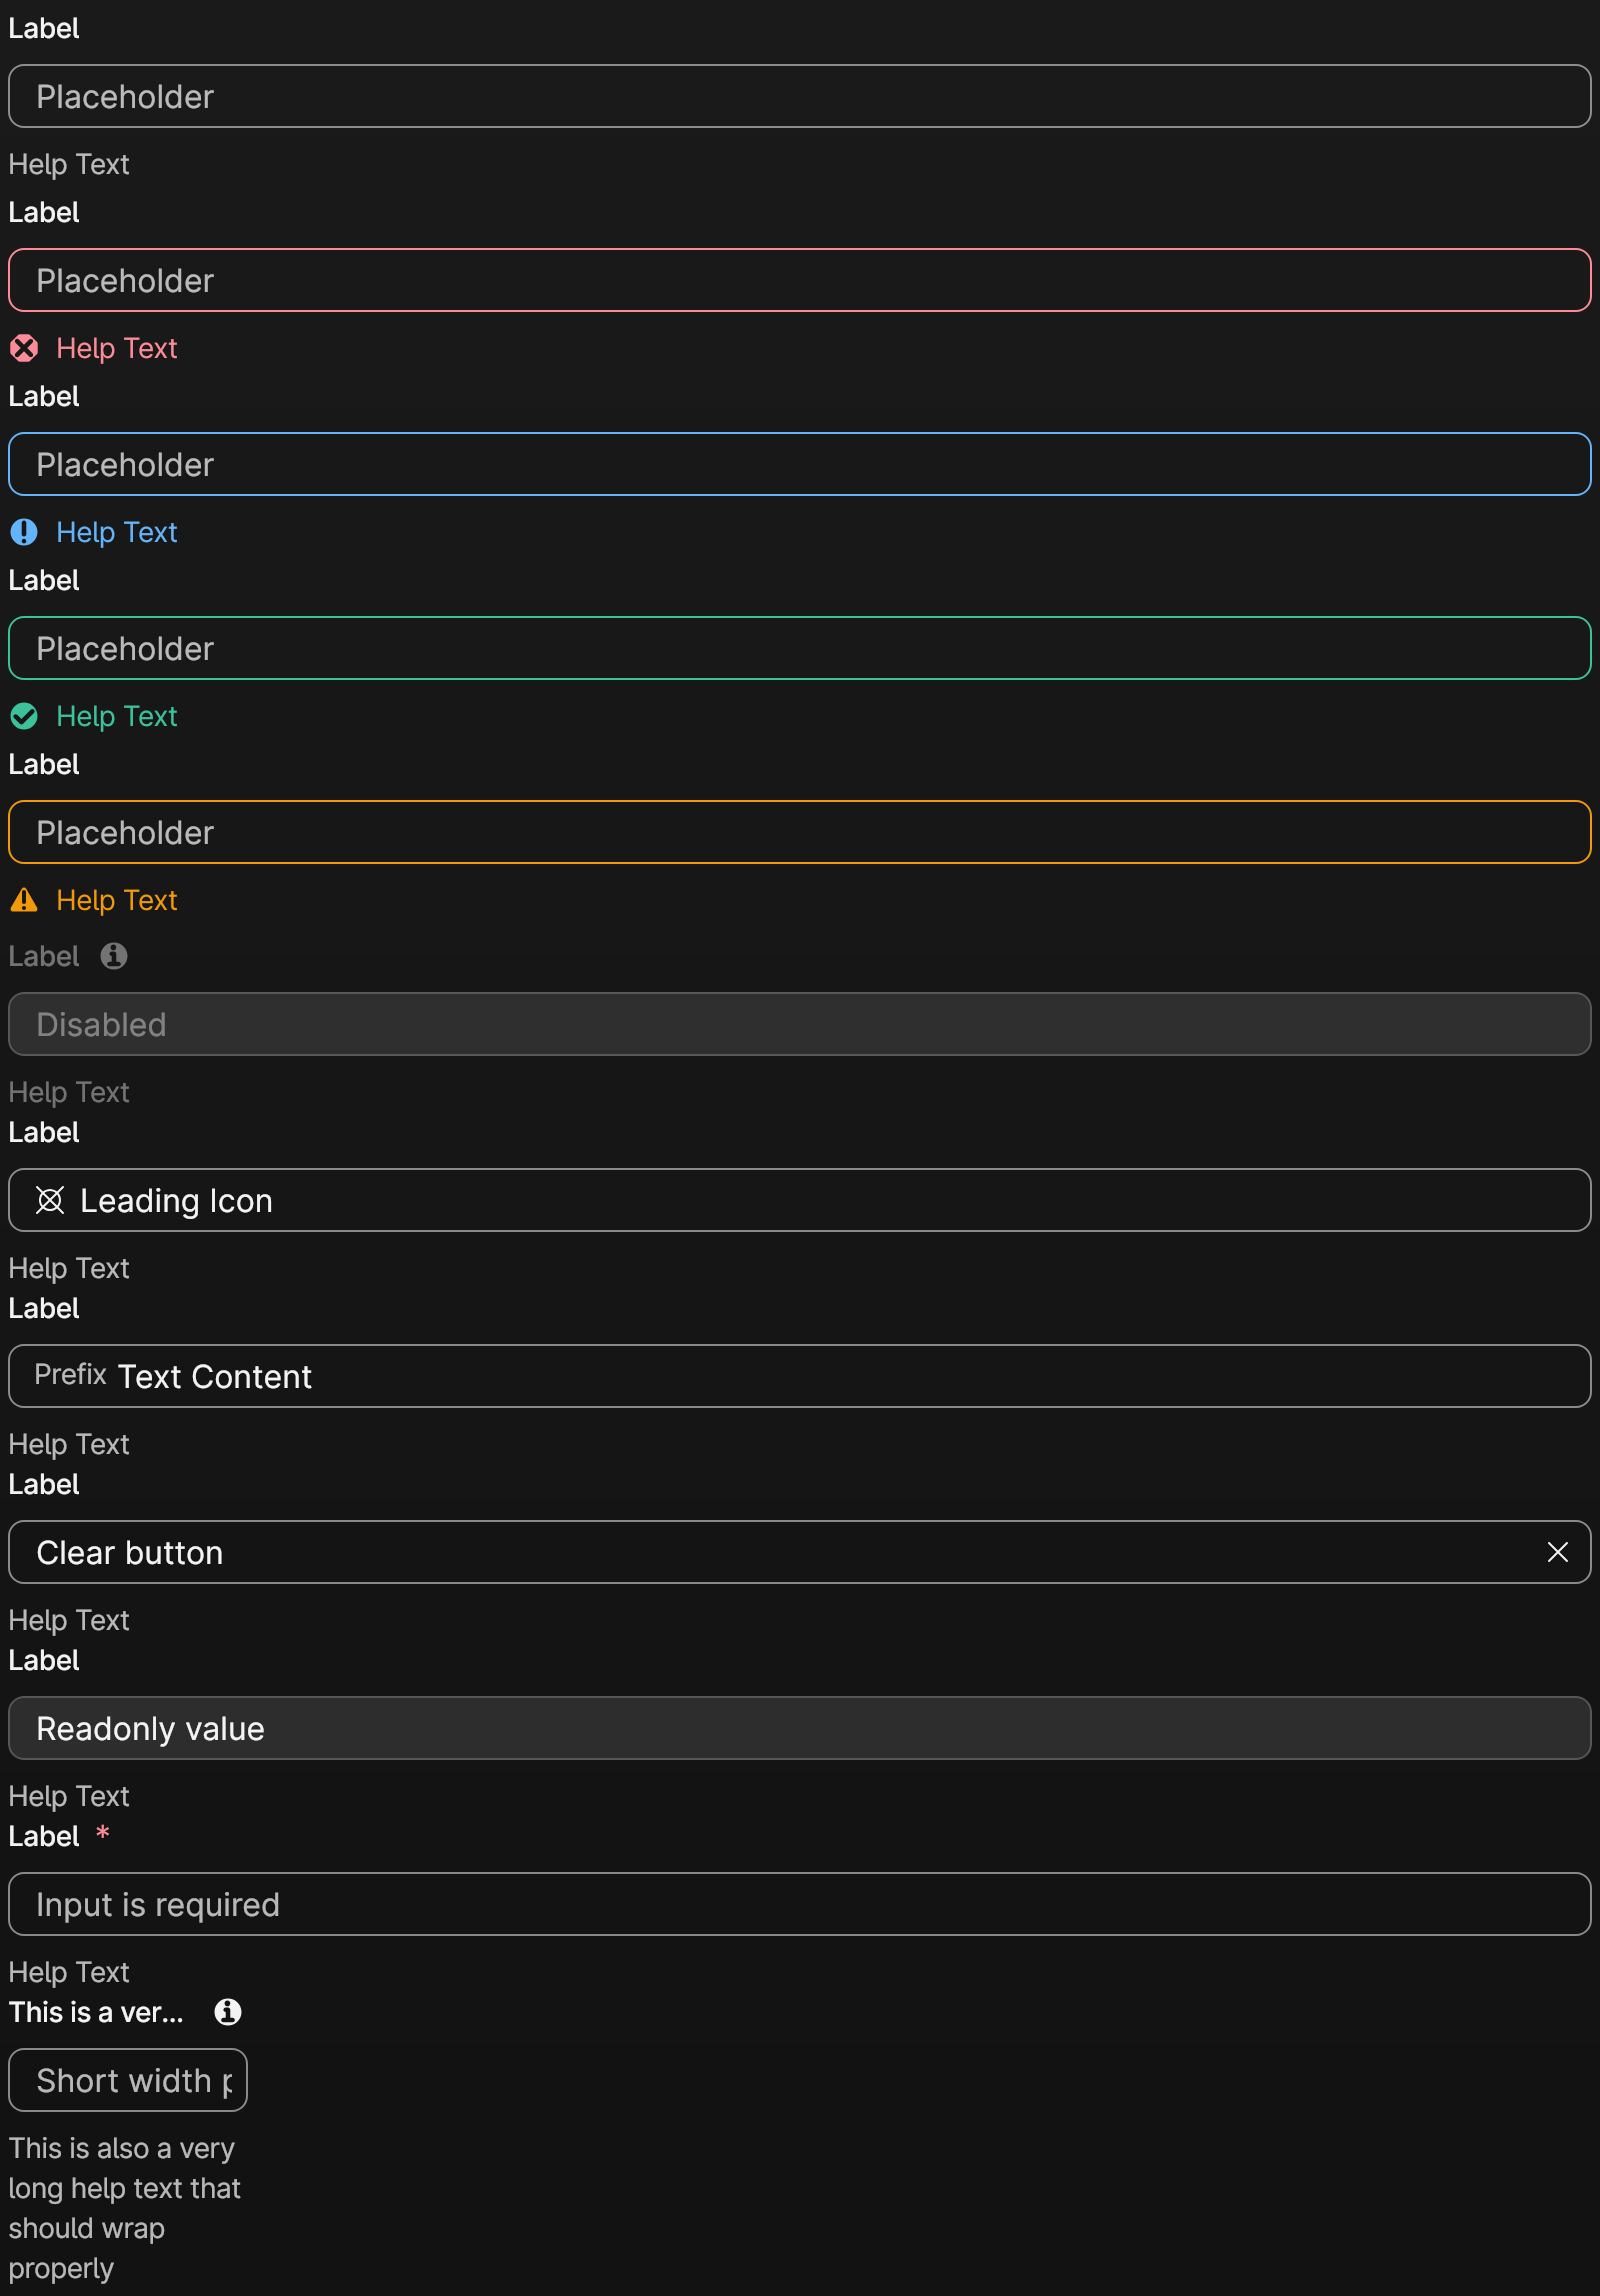 Label
Placeholder
Help Text
Label
Placeholder
Help Text
Label
Placeholder
Help Text
Label
Placeholder
Help Text
Label
Placeholder
Help Text
Label
Disabled
Help Text
Label
Leading Icon
Help Text
Label
Prefix Text Content
Help Text
Label
Clear button
Help Text
Label
Readonly value
Help Text
Label *
Input is required
Help Text
This is a ver...
Short width
This is also a very
long help text that
should wrap
properly